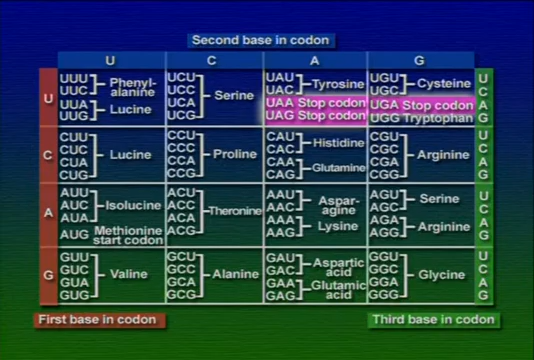 Second base in codon
U C A G
U
UUU
UUC
Phenyl-
alanine
UUA
UUG
Lucine
UCU
UCC
UCA
UCG
Serine
UAU
UAC
Tyrosine
UAA Stop codon
UAG Stop codon
UGU
UGC
Cysteine
UGA Stop codon
UGG Tryptophan
U
C
A
G
C
CUU
CUC
CUA
CUG
Lucine
CCU
CCC
CCA
CCG
Proline
CAU
CAC
Histidine
CAA
CAG
Glutamine
CGU
CGC
CGA
CGG
Arginine
U
C
A
G
A
AUU
AUC
AUA
Isolucine
AUG Methionine
start codon
ACU
ACC
ACA
ACG
Theronine
AAU
AAC
Aspar-
agine
AAA
AAG
Lysine
AGU
AGC
Serine
AGA
AGG
Arginine
U
C
A
G
G
GUU
GUC
GUA
GUG
Valine
GCU
GCC
GCA
GCG
Alanine
GAU
GAC
Aspartic
acid
GAA
GAG
Glutamic
acid
GGU
GGC
GGA
GGG
Glycine
U
C
A
G
First base in codon
Third base in codon